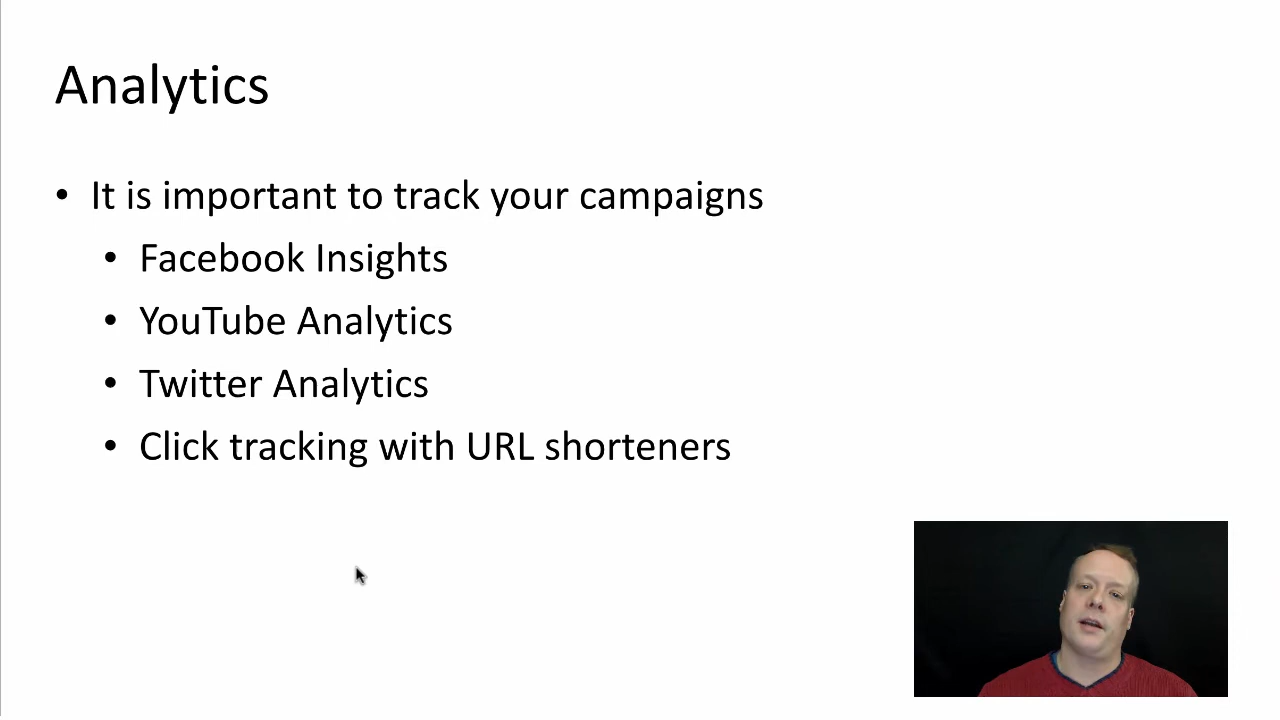 Analytics
• It is important to track your campaigns
• Facebook Insights
• YouTube Analytics
• Twitter Analytics
• Click tracking with URL shorteners